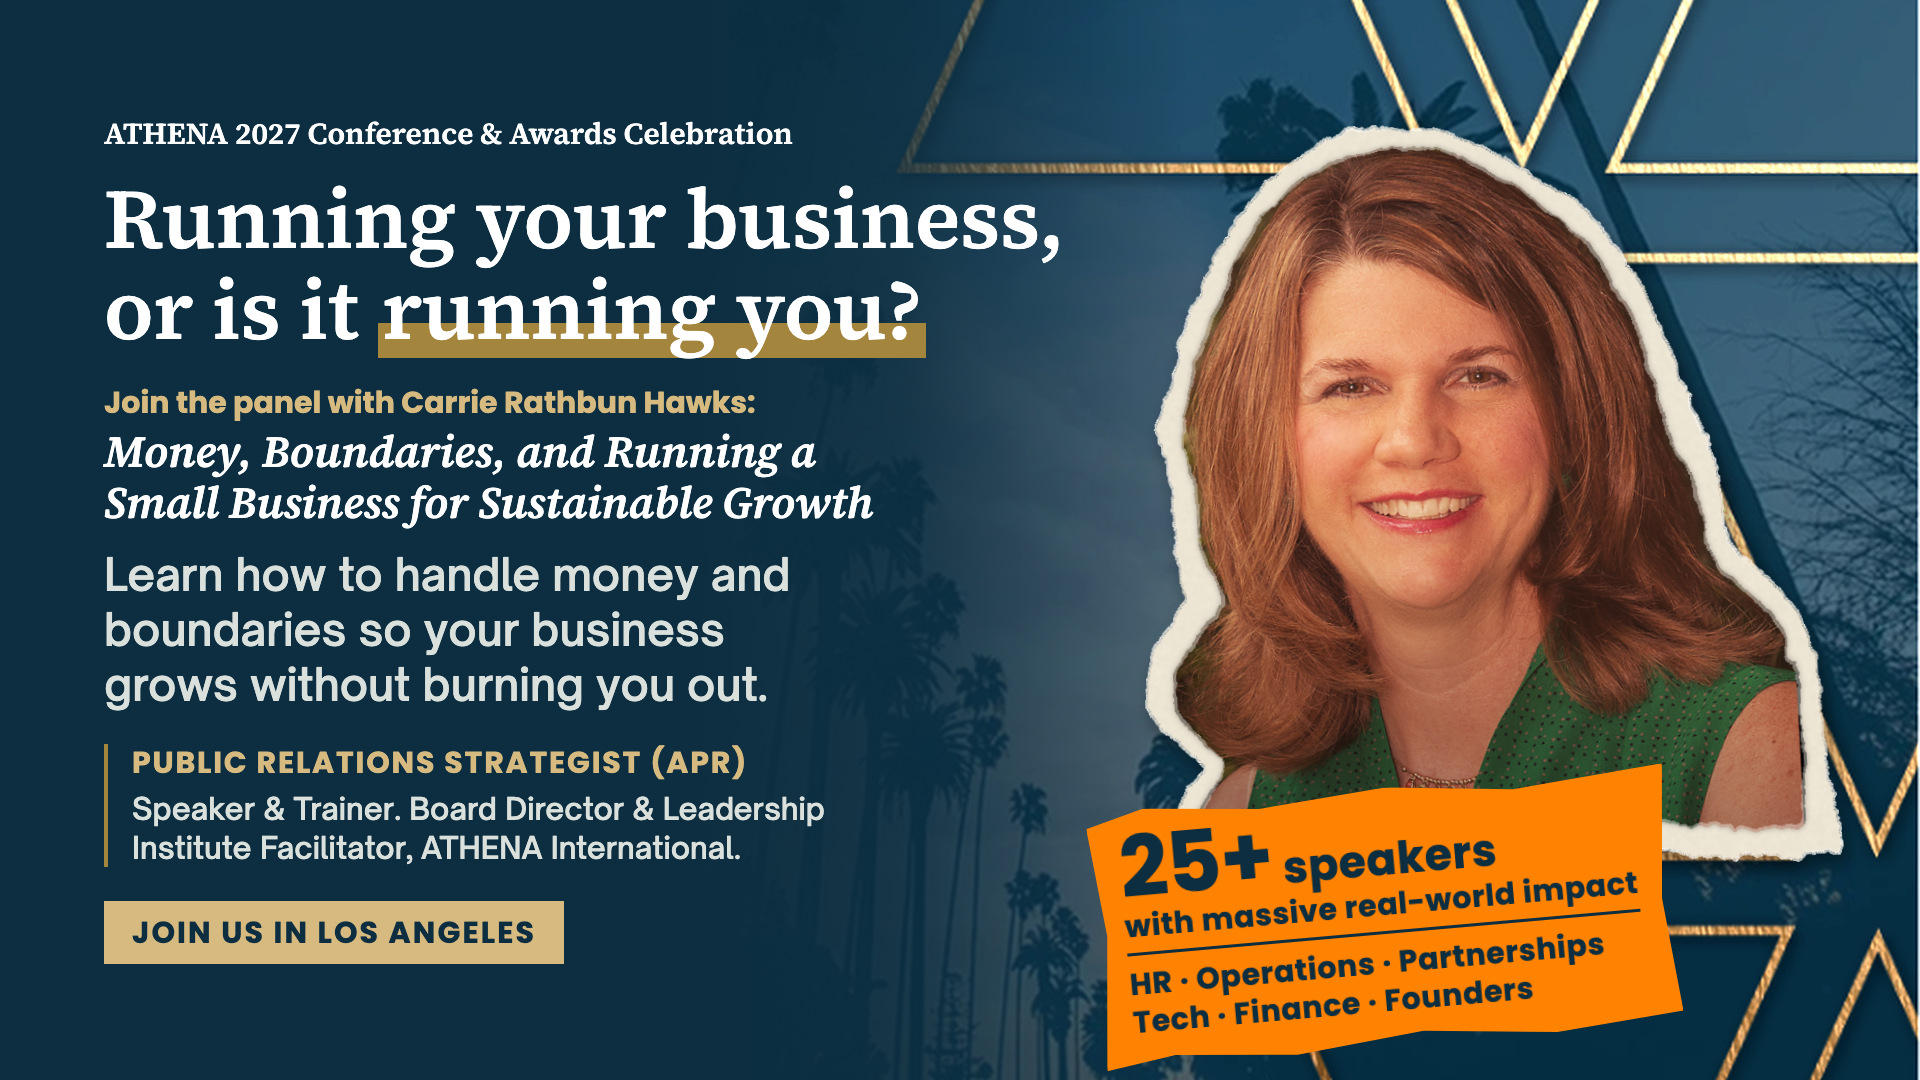 ATHENA 2027 Conference & Awards Celebration
Running your business,
or is it running you?
Join the panel with Carrie Rathbun Hawks:
Money, Boundaries, and Running a
Small Business for Sustainable Growth
Learn how to handle money and
boundaries so your business
grows without burning you out.
PUBLIC RELATIONS STRATEGIST (APR)
Speaker & Trainer. Board Director & Leadership
Institute Facilitator, ATHENA International.
JOIN US IN LOS ANGELES
25+ speakers
with massive real-world impact
HR · Operations · Partnerships
Tech · Finance · Founders